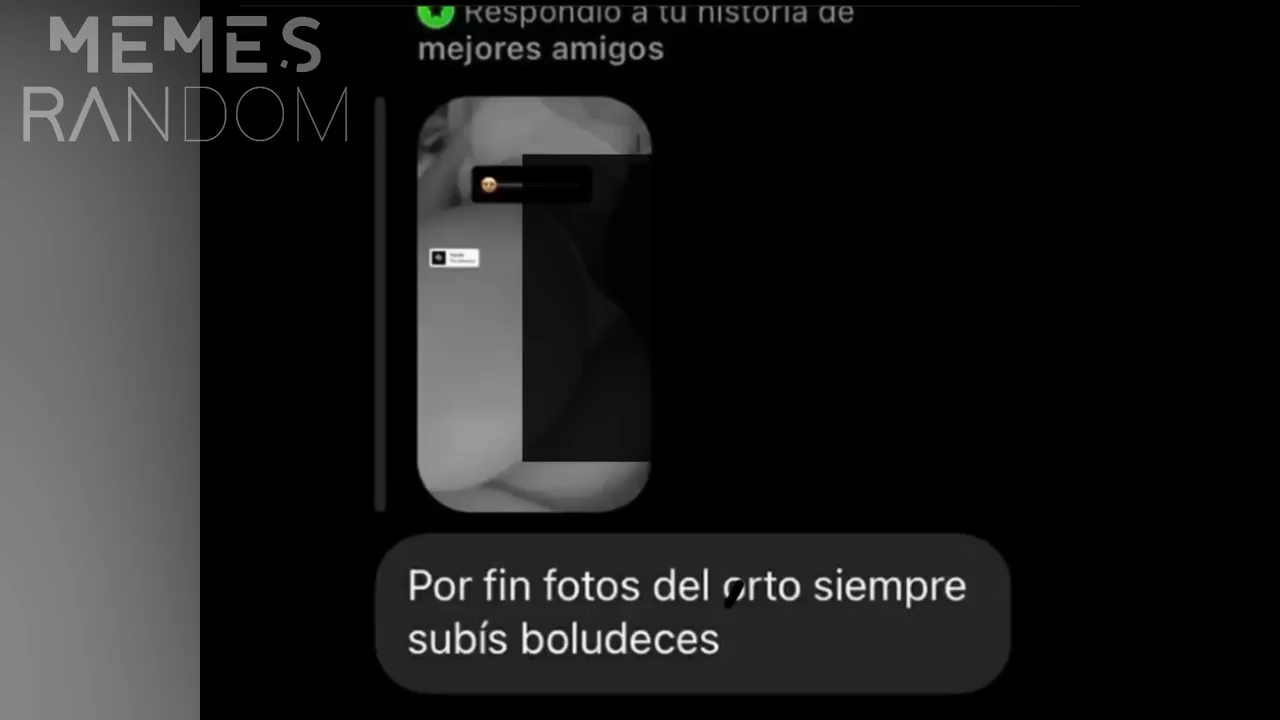 MEMES
RANDOM
Respondió a tu historia de
mejores amigos
Por fin fotos del orto siempre
subís boludeces